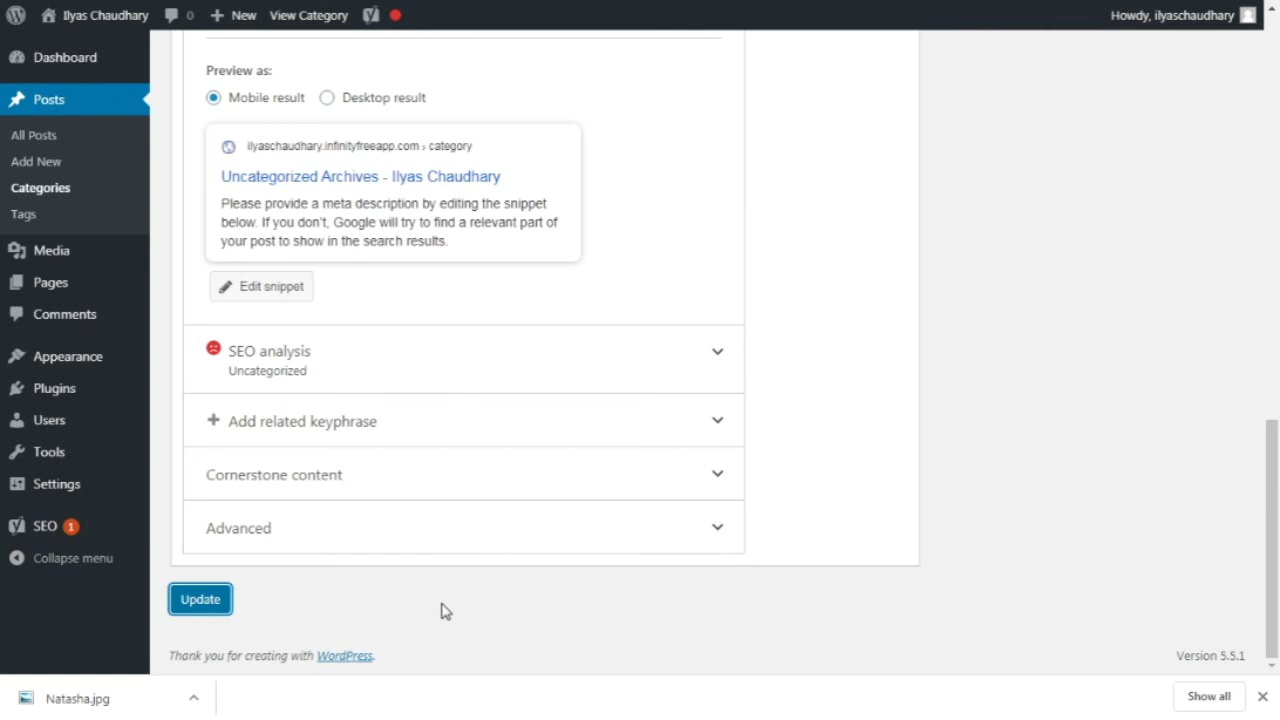 Ilyas Chaudhary 0 New View Category Howdy, ilyaschaudhary
Dashboard
Posts
All Posts
Add New
Categories
Tags
Media
Pages
Comments
Appearance
Plugins
Users
Tools
Settings
SEO 1
Collapse menu
Preview as:
Mobile result Desktop result
ilyaschaudhary.infinityfreeapp.com › category
Uncategorized Archives - Ilyas Chaudhary
Please provide a meta description by editing the snippet
below. If you don't, Google will try to find a relevant part of
your post to show in the search results.
Edit snippet
SEO analysis
Uncategorized
Add related keyphrase
Cornerstone content
Advanced
Update
Thank you for creating with WordPress. Version 5.5.1
Natasha.jpg Show all